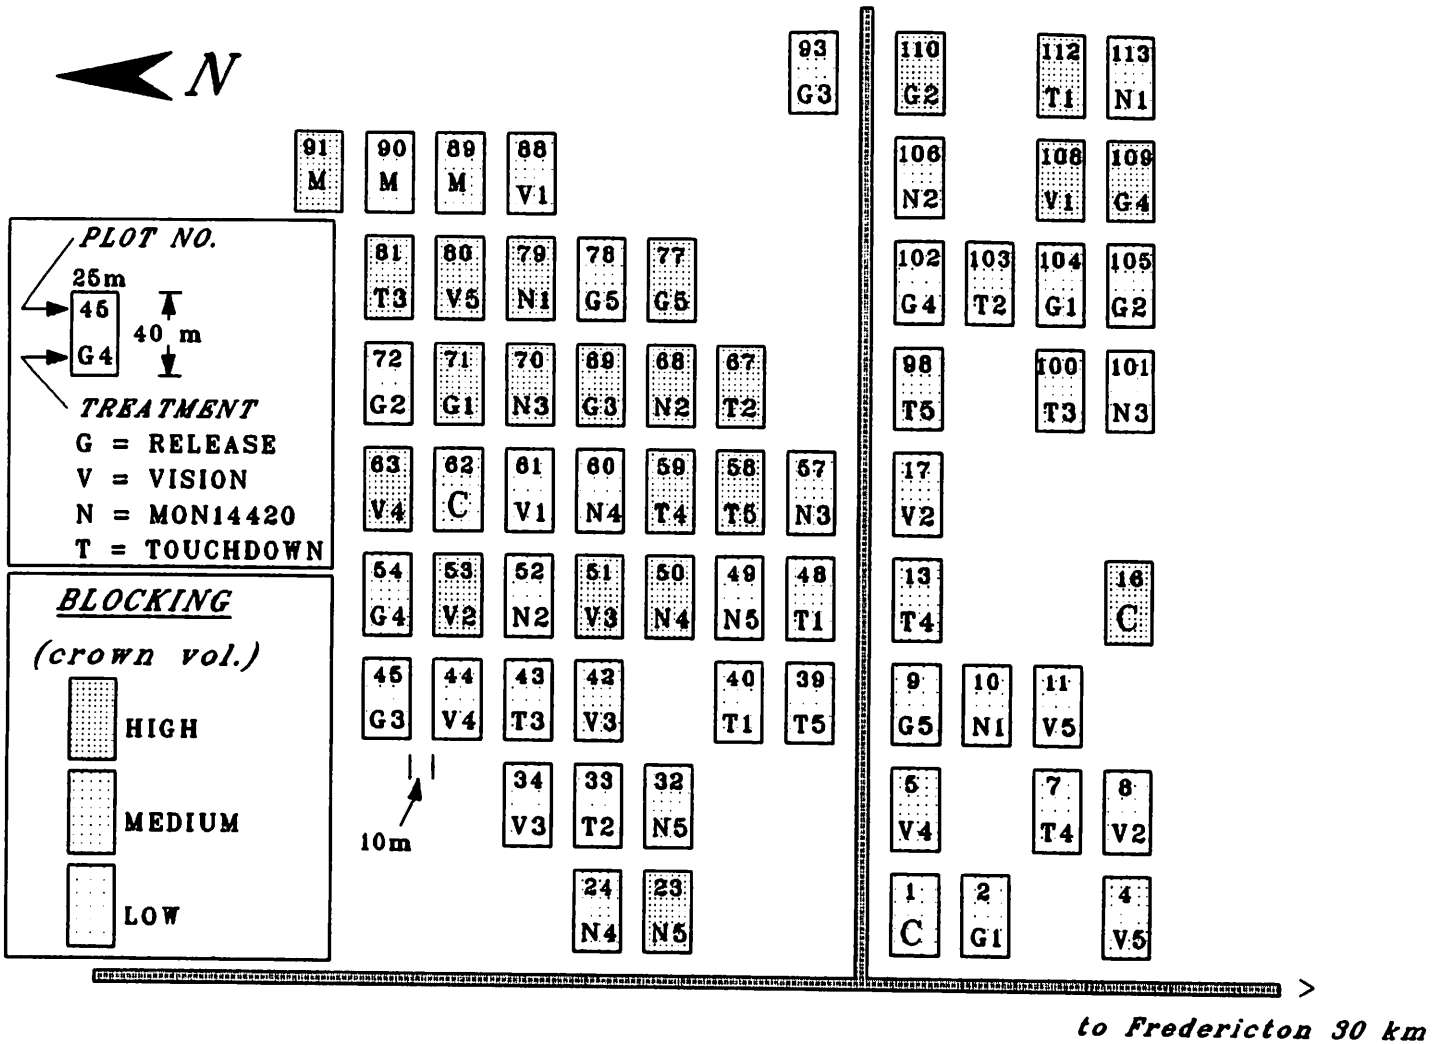 N
93 110 112 113
G3 G2 T1 N1
91 90 89 88 106 108 109
M M M V1 N2 V1 G4
PLOT NO.
25m
45
40 m
G4
TREATMENT
G = RELEASE
V = VISION
N = MON14420
T = TOUCHDOWN
81 80 79 78 77 102 103 104 105
T3 V5 N1 G5 G5 G4 T2 G1 G2
72 71 70 69 68 67 98 100 101
G2 G1 N3 G3 N2 T2 T5 T3 N3
63 62 61 60 59 58 57 17
V4 C V1 N4 T4 T5 N3 V2
54 53 52 51 50 49 48 13 16
G4 V2 N2 V3 N4 N5 T1 T4 C
45 44 43 42 40 39 9 10 11
G3 V4 T3 V3 T1 T5 G5 N1 V5
34 33 32 5 7 8
V3 T2 N5 V4 T4 V2
10m
24 23 1 2 4
N4 N5 C G1 V5
BLOCKING
(crown vol.)
HIGH
MEDIUM
LOW
to Fredericton 30 km